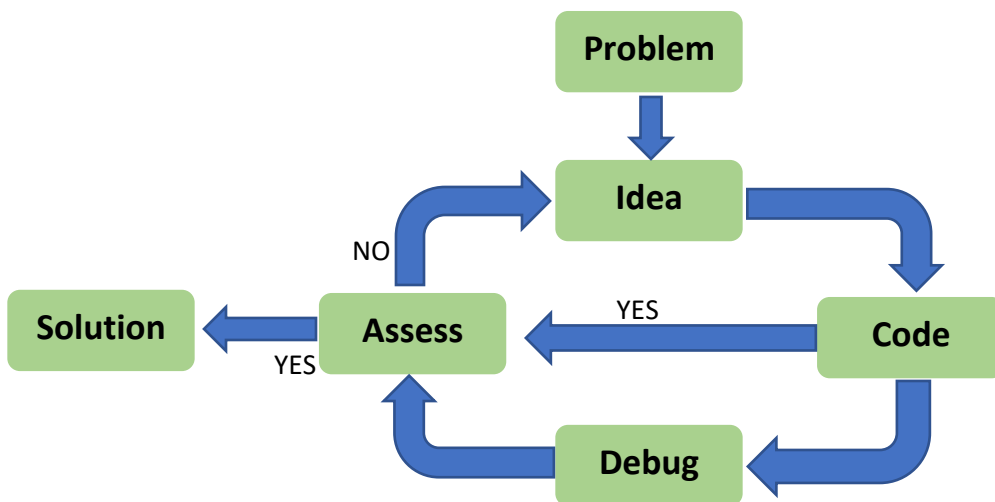 Problem
Idea
NO
Solution
Assess
YES
Code
YES
Debug